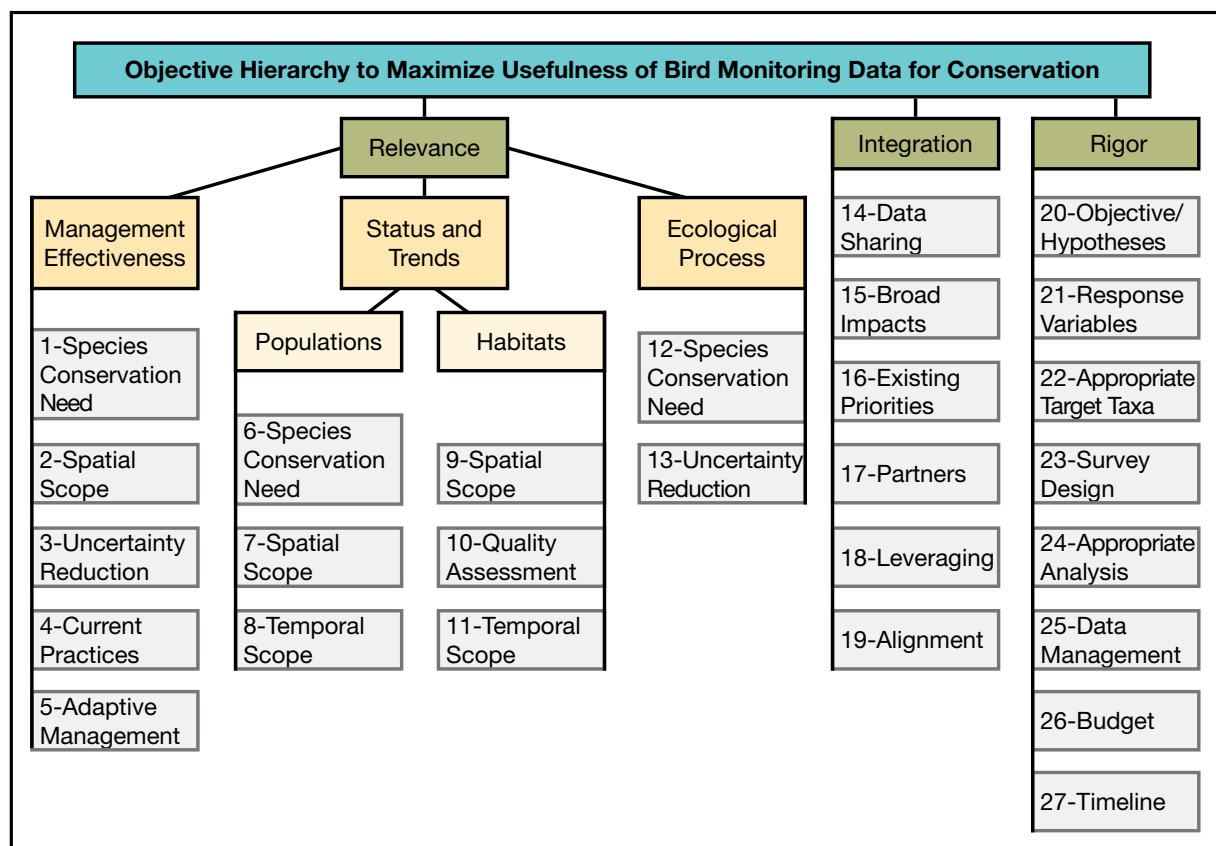 Objective Hierarchy to Maximize Usefulness of Bird Monitoring Data for Conservation
Relevance
Integration
Rigor
Management
Effectiveness
Status and
Trends
Ecological
Process
Populations
Habitats
1-Species
Conservation
Need
2-Spatial
Scope
3-Uncertainty
Reduction
4-Current
Practices
5-Adaptive
Management
6-Species
Conservation
Need
7-Spatial
Scope
8-Temporal
Scope
9-Spatial
Scope
10-Quality
Assessment
11-Temporal
Scope
12-Species
Conservation
Need
13-Uncertainty
Reduction
14-Data
Sharing
15-Broad
Impacts
16-Existing
Priorities
17-Partners
18-Leveraging
19-Alignment
20-Objective/
Hypotheses
21-Response
Variables
22-Appropriate
Target Taxa
23-Survey
Design
24-Appropriate
Analysis
25-Data
Management
26-Budget
27-Timeline